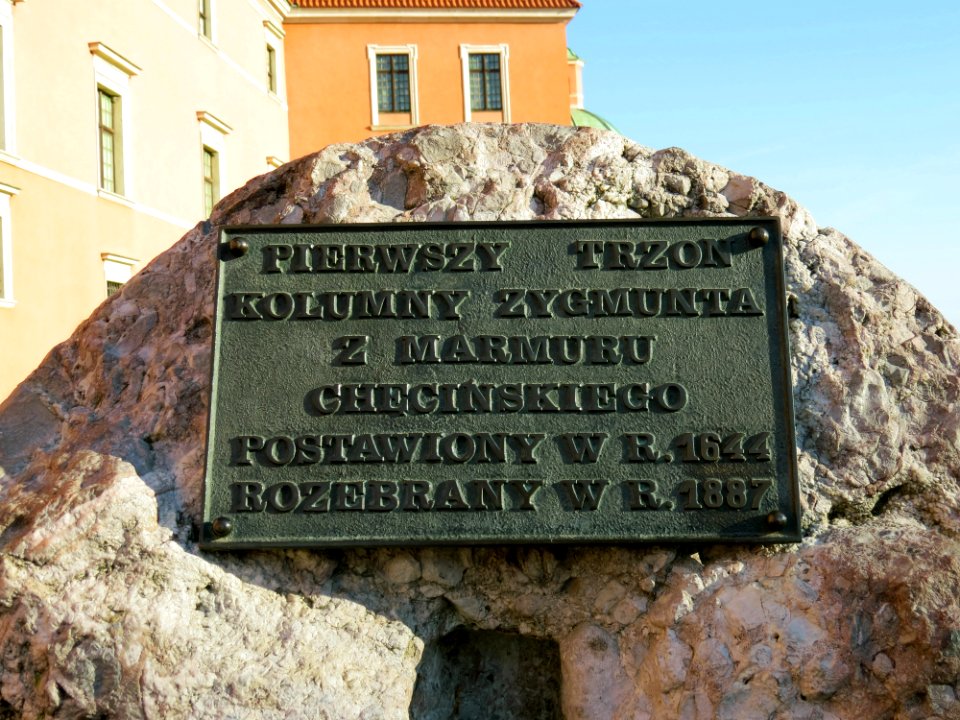 PIERWSZY TRZON
KOLUMNY ZYGMUNTA
Z MARMURU
CHĘCIŃSKIEGO
POSTAWIONY W R. 1644
ROZEBRANY W R. 1887